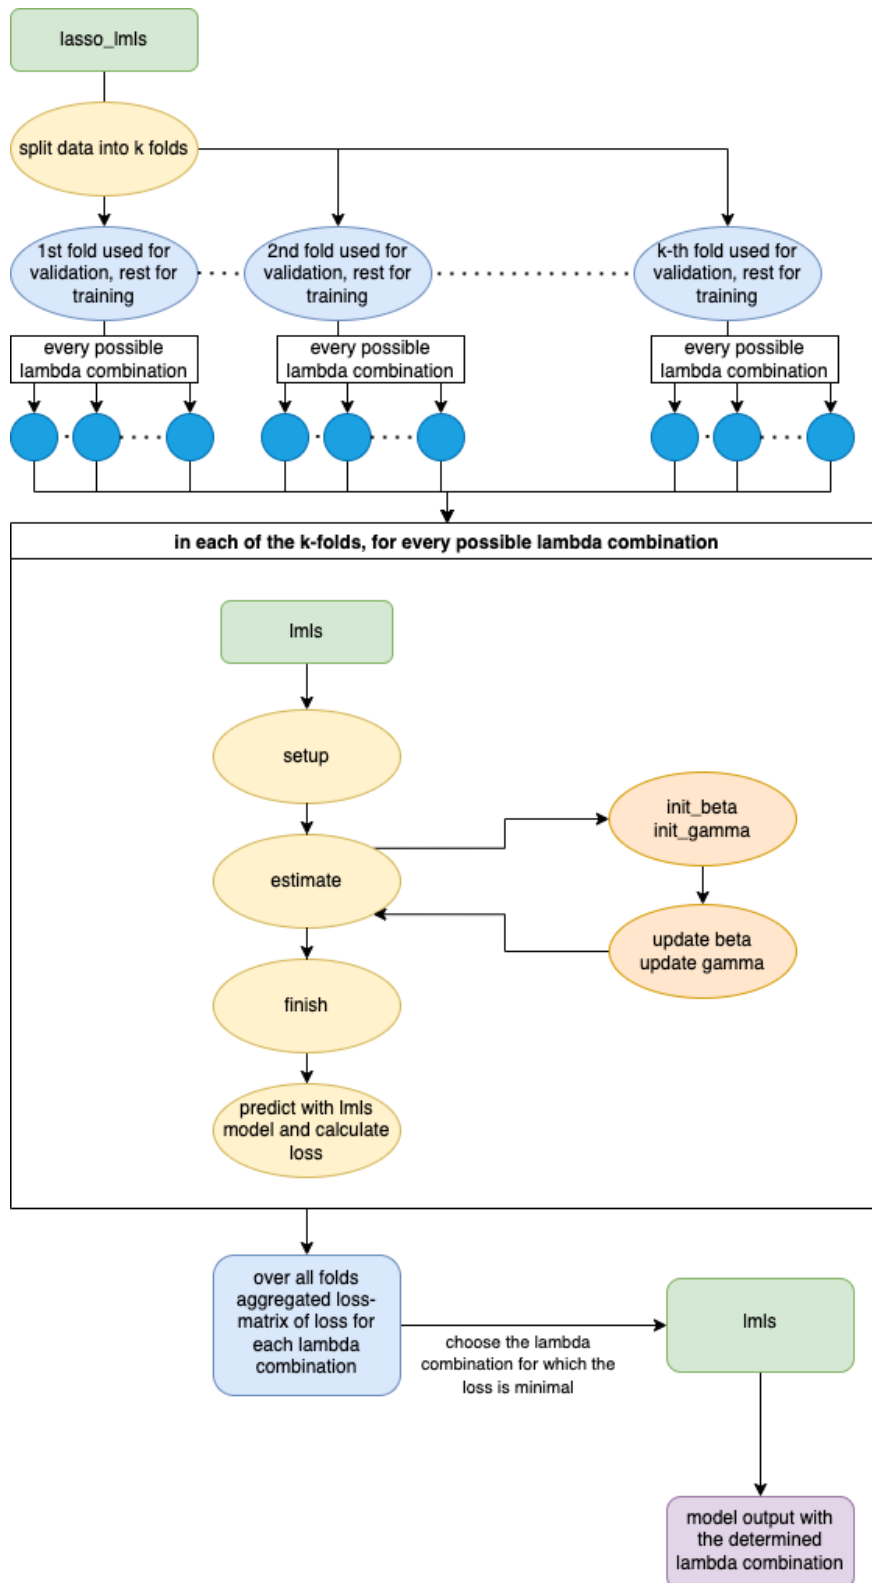 lasso_lmls
split data into k folds
1st fold used for
validation, rest for
training
2nd fold used for
validation, rest for
training
k-th fold used for
validation, rest for
training
every possible
lambda combination
every possible
lambda combination
every possible
lambda combination
in each of the k-folds, for every possible lambda combination
lmls
setup
estimate
init_beta
init_gamma
update beta
update gamma
finish
predict with lmls
model and calculate
loss
over all folds
aggregated loss-
matrix of loss for
each lambda
combination
choose the lambda
combination for which the
loss is minimal
lmls
model output with
the determined
lambda combination